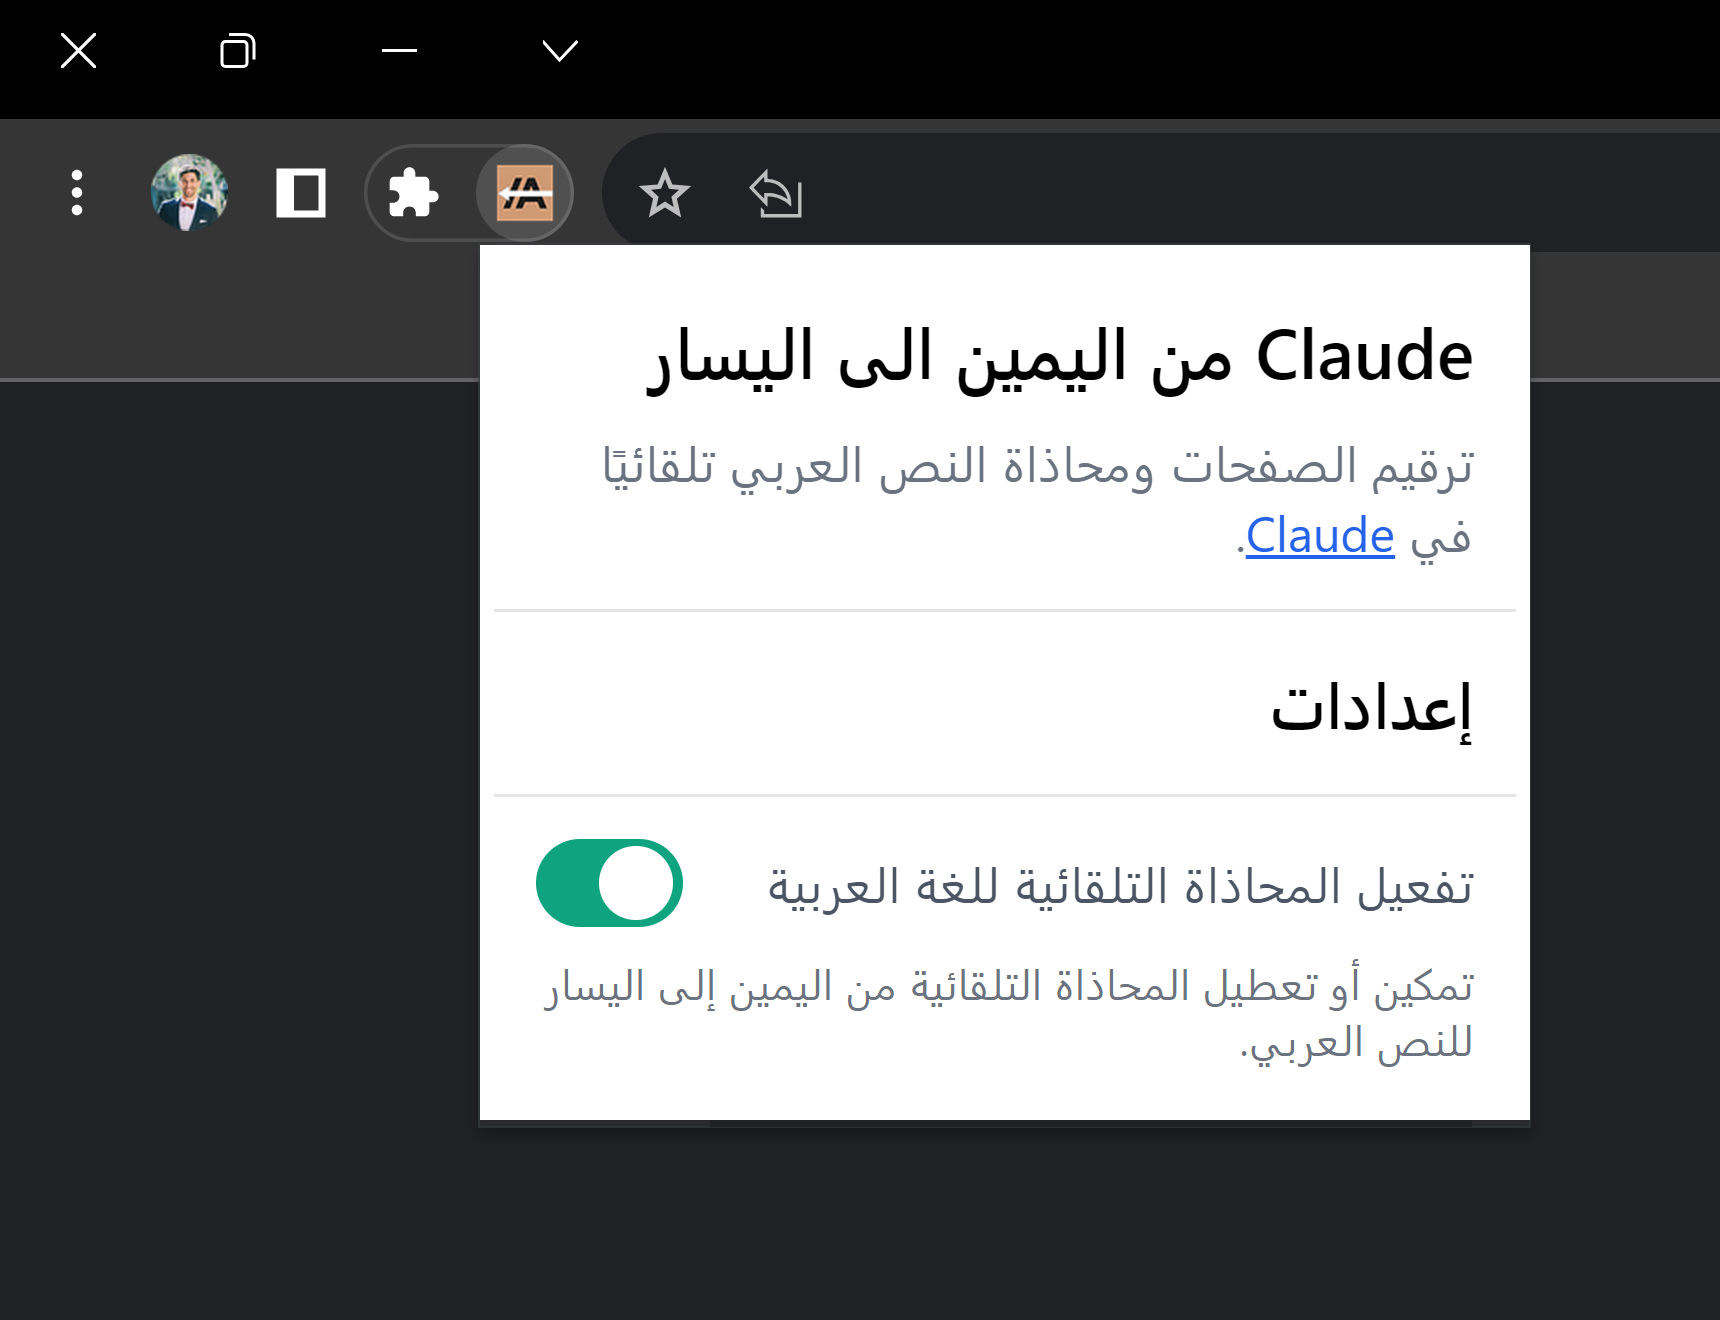 Claude من اليمين الى اليسار
ترقيم الصفحات ومحاذاة النص العربي تلقائيًا
في Claude.
إعدادات
تفعيل المحاذاة التلقائية للغة العربية
تمكين أو تعطيل المحاذاة التلقائية من اليمين إلى اليسار
للنص العربي.